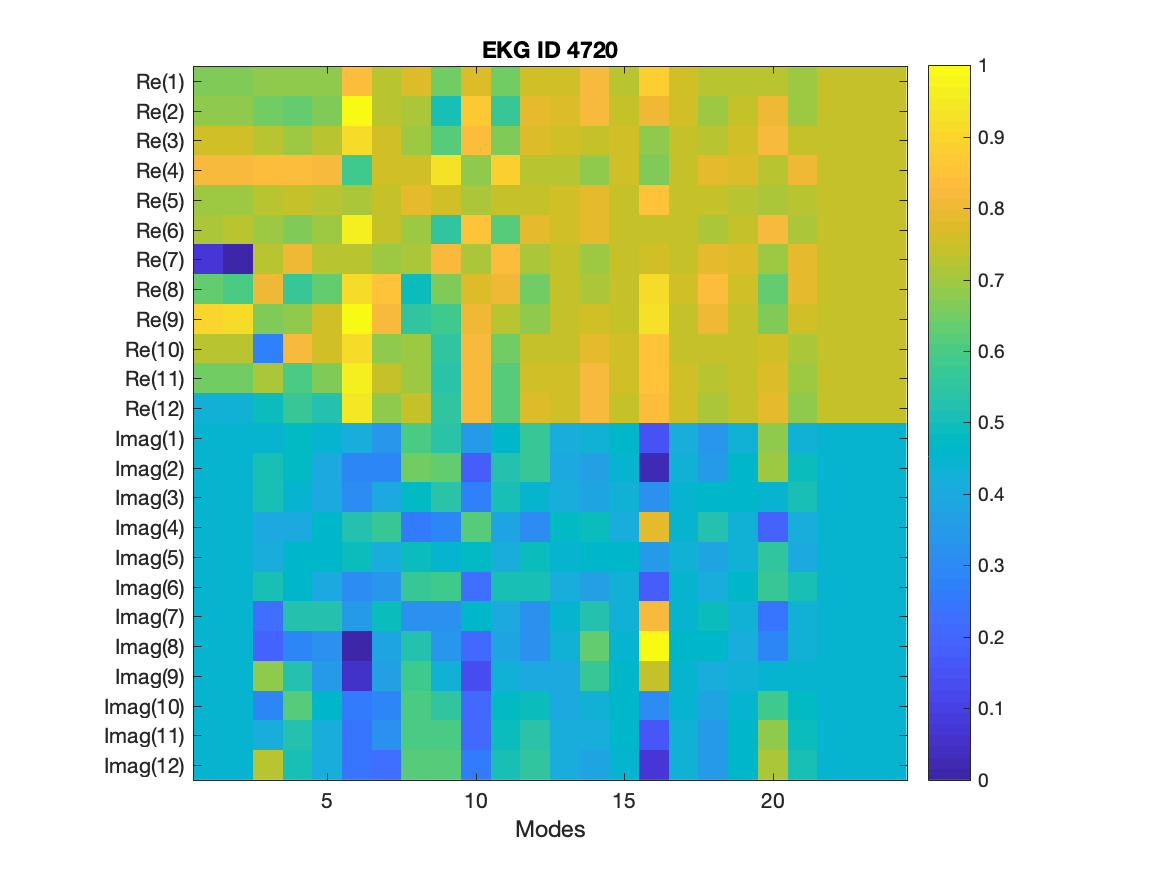 EKG ID 4720
Re(1)
Re(2)
Re(3)
Re(4)
Re(5)
Re(6)
Re(7)
Re(8)
Re(9)
Re(10)
Re(11)
Re(12)
Imag(1)
Imag(2)
Imag(3)
Imag(4)
Imag(5)
Imag(6)
Imag(7)
Imag(8)
Imag(9)
Imag(10)
Imag(11)
Imag(12)
5 10 15 20
Modes
1
0.9
0.8
0.7
0.6
0.5
0.4
0.3
0.2
0.1
0